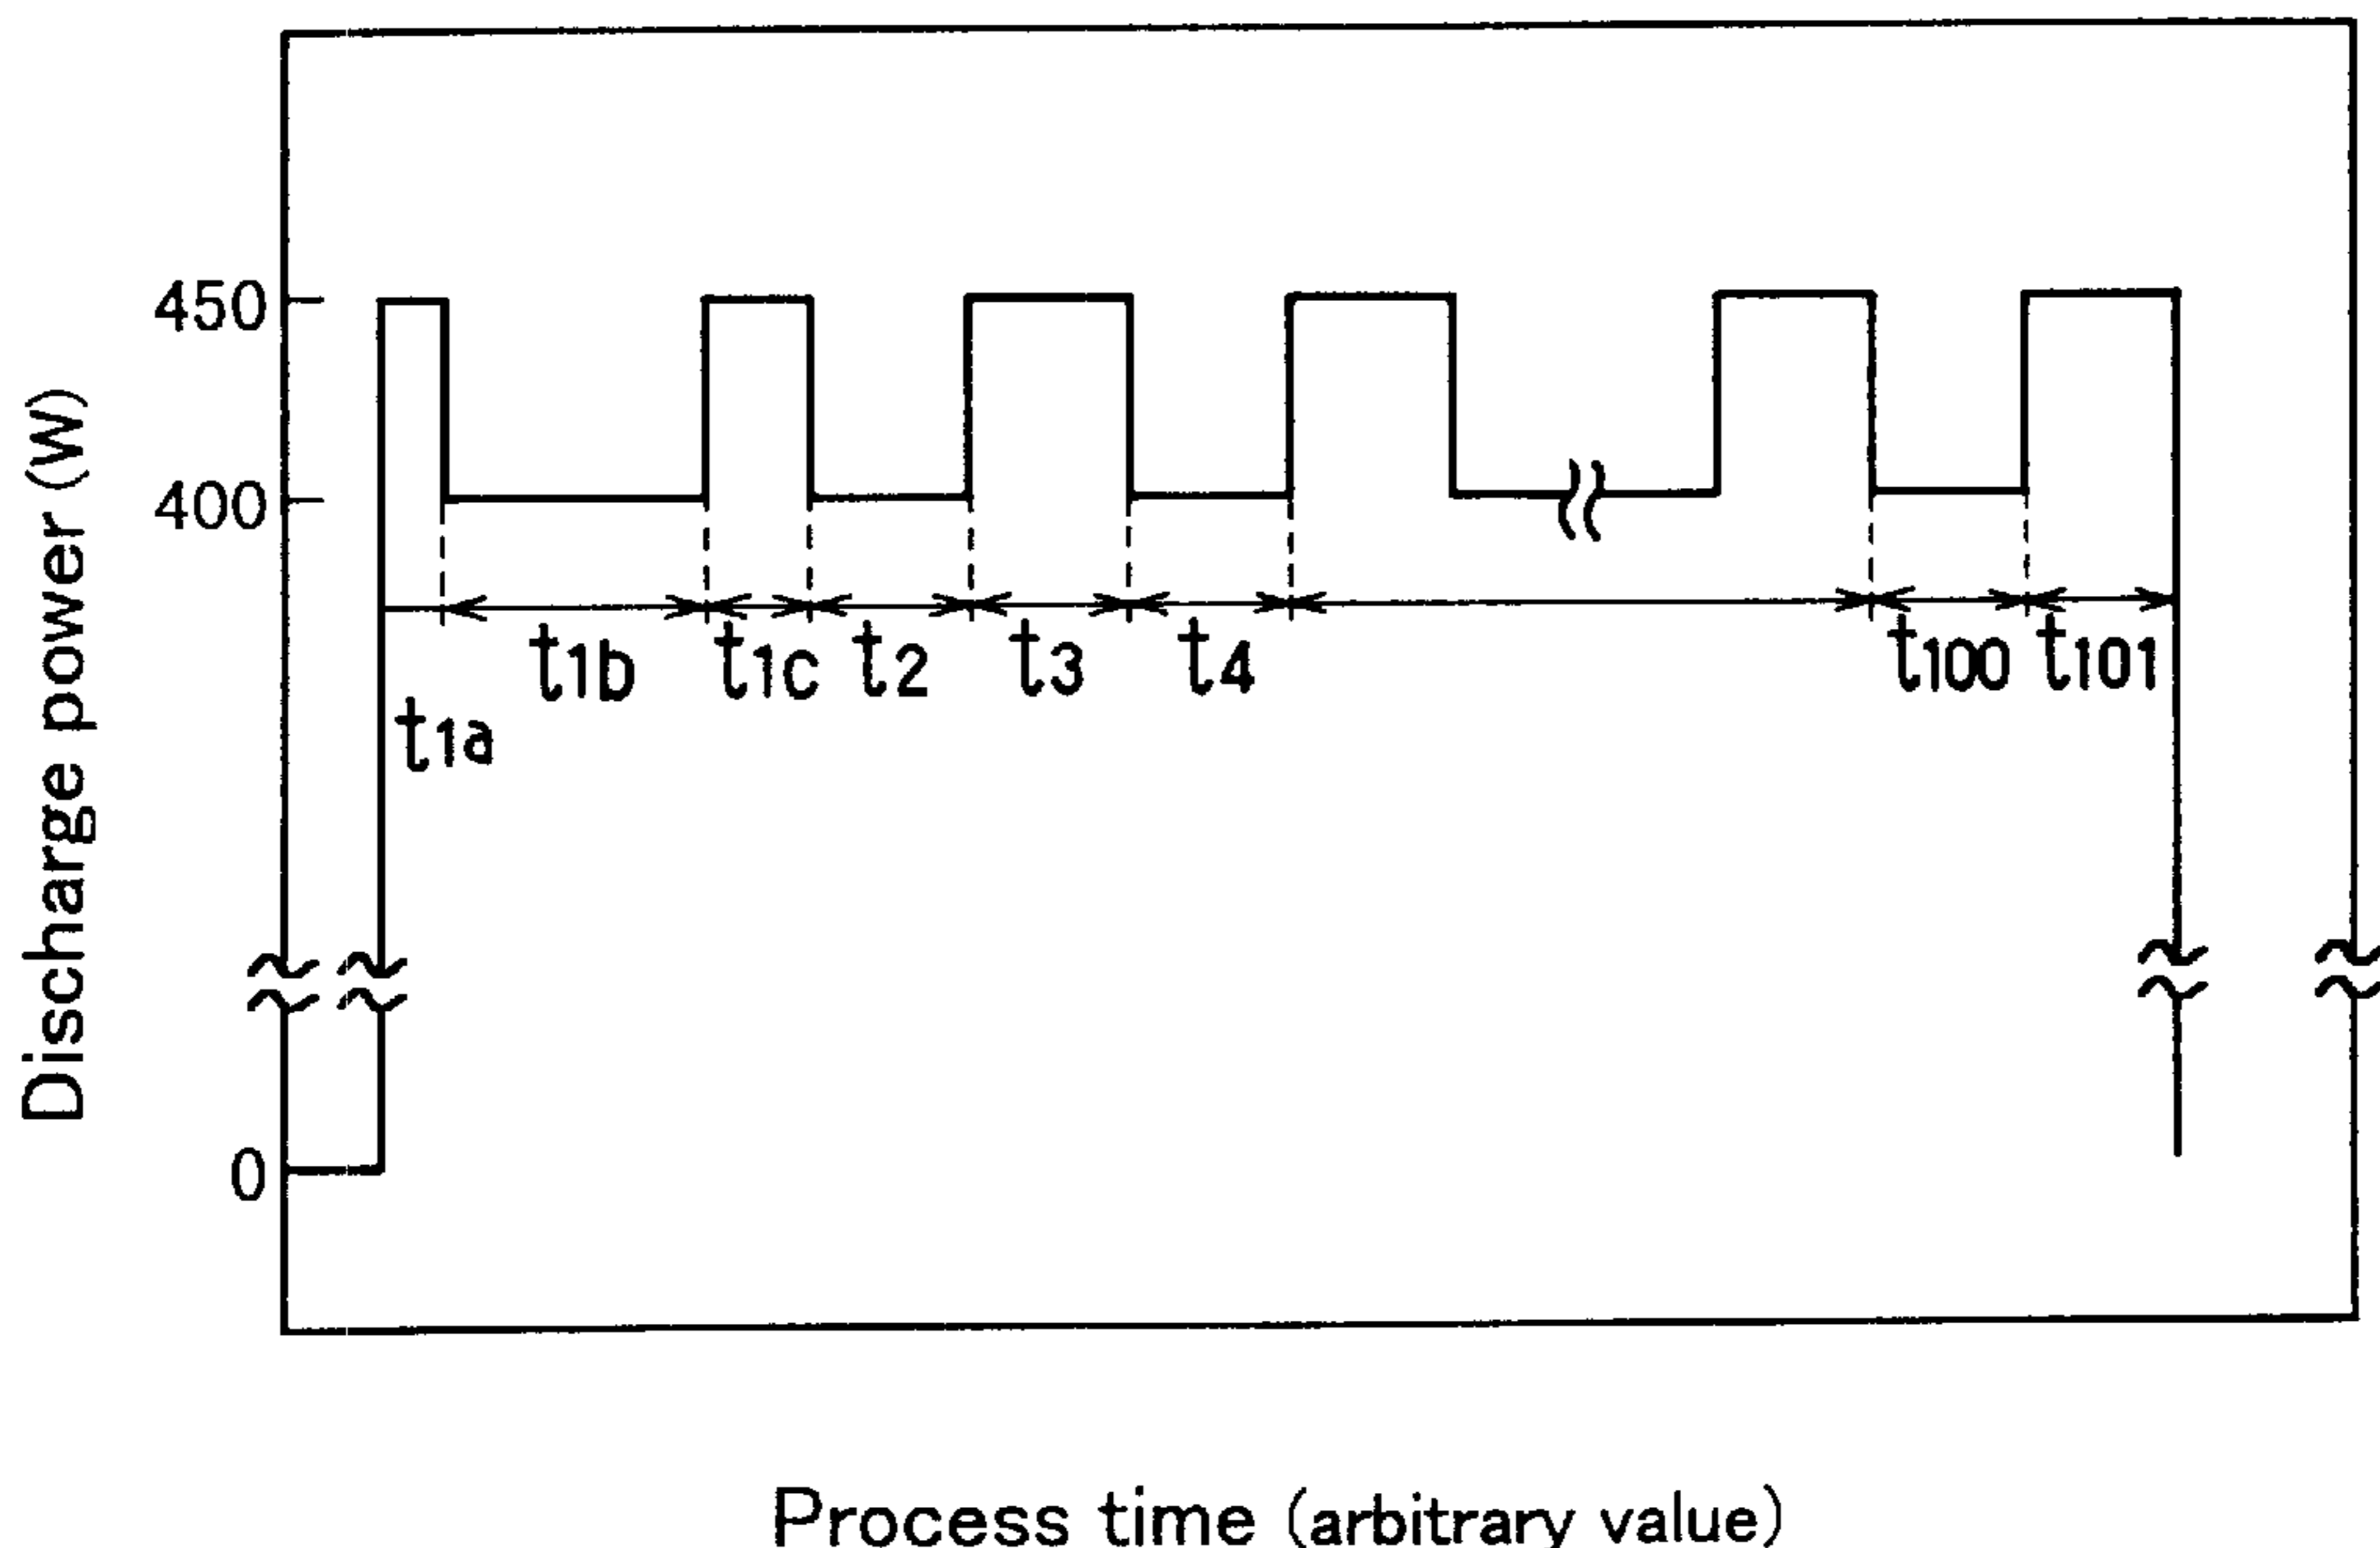 Discharge power (W)
450
400
0
t1a
t1b
t1c
t2
t3
t4
t100
t101
Process time (arbitrary value)